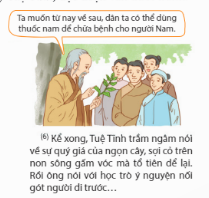 Ta muốn từ nay về sau, dân ta có thể dùng
thuốc nam để chữa bệnh cho người Nam.
(6) Kể xong, Tuệ Tĩnh trầm ngâm nói
về sự quý giá của ngọn cây, sợi cỏ trên
non sông gấm vóc mà tổ tiên để lại.
Rồi ông nói với học trò ý nguyện nối
gót người đi trước...